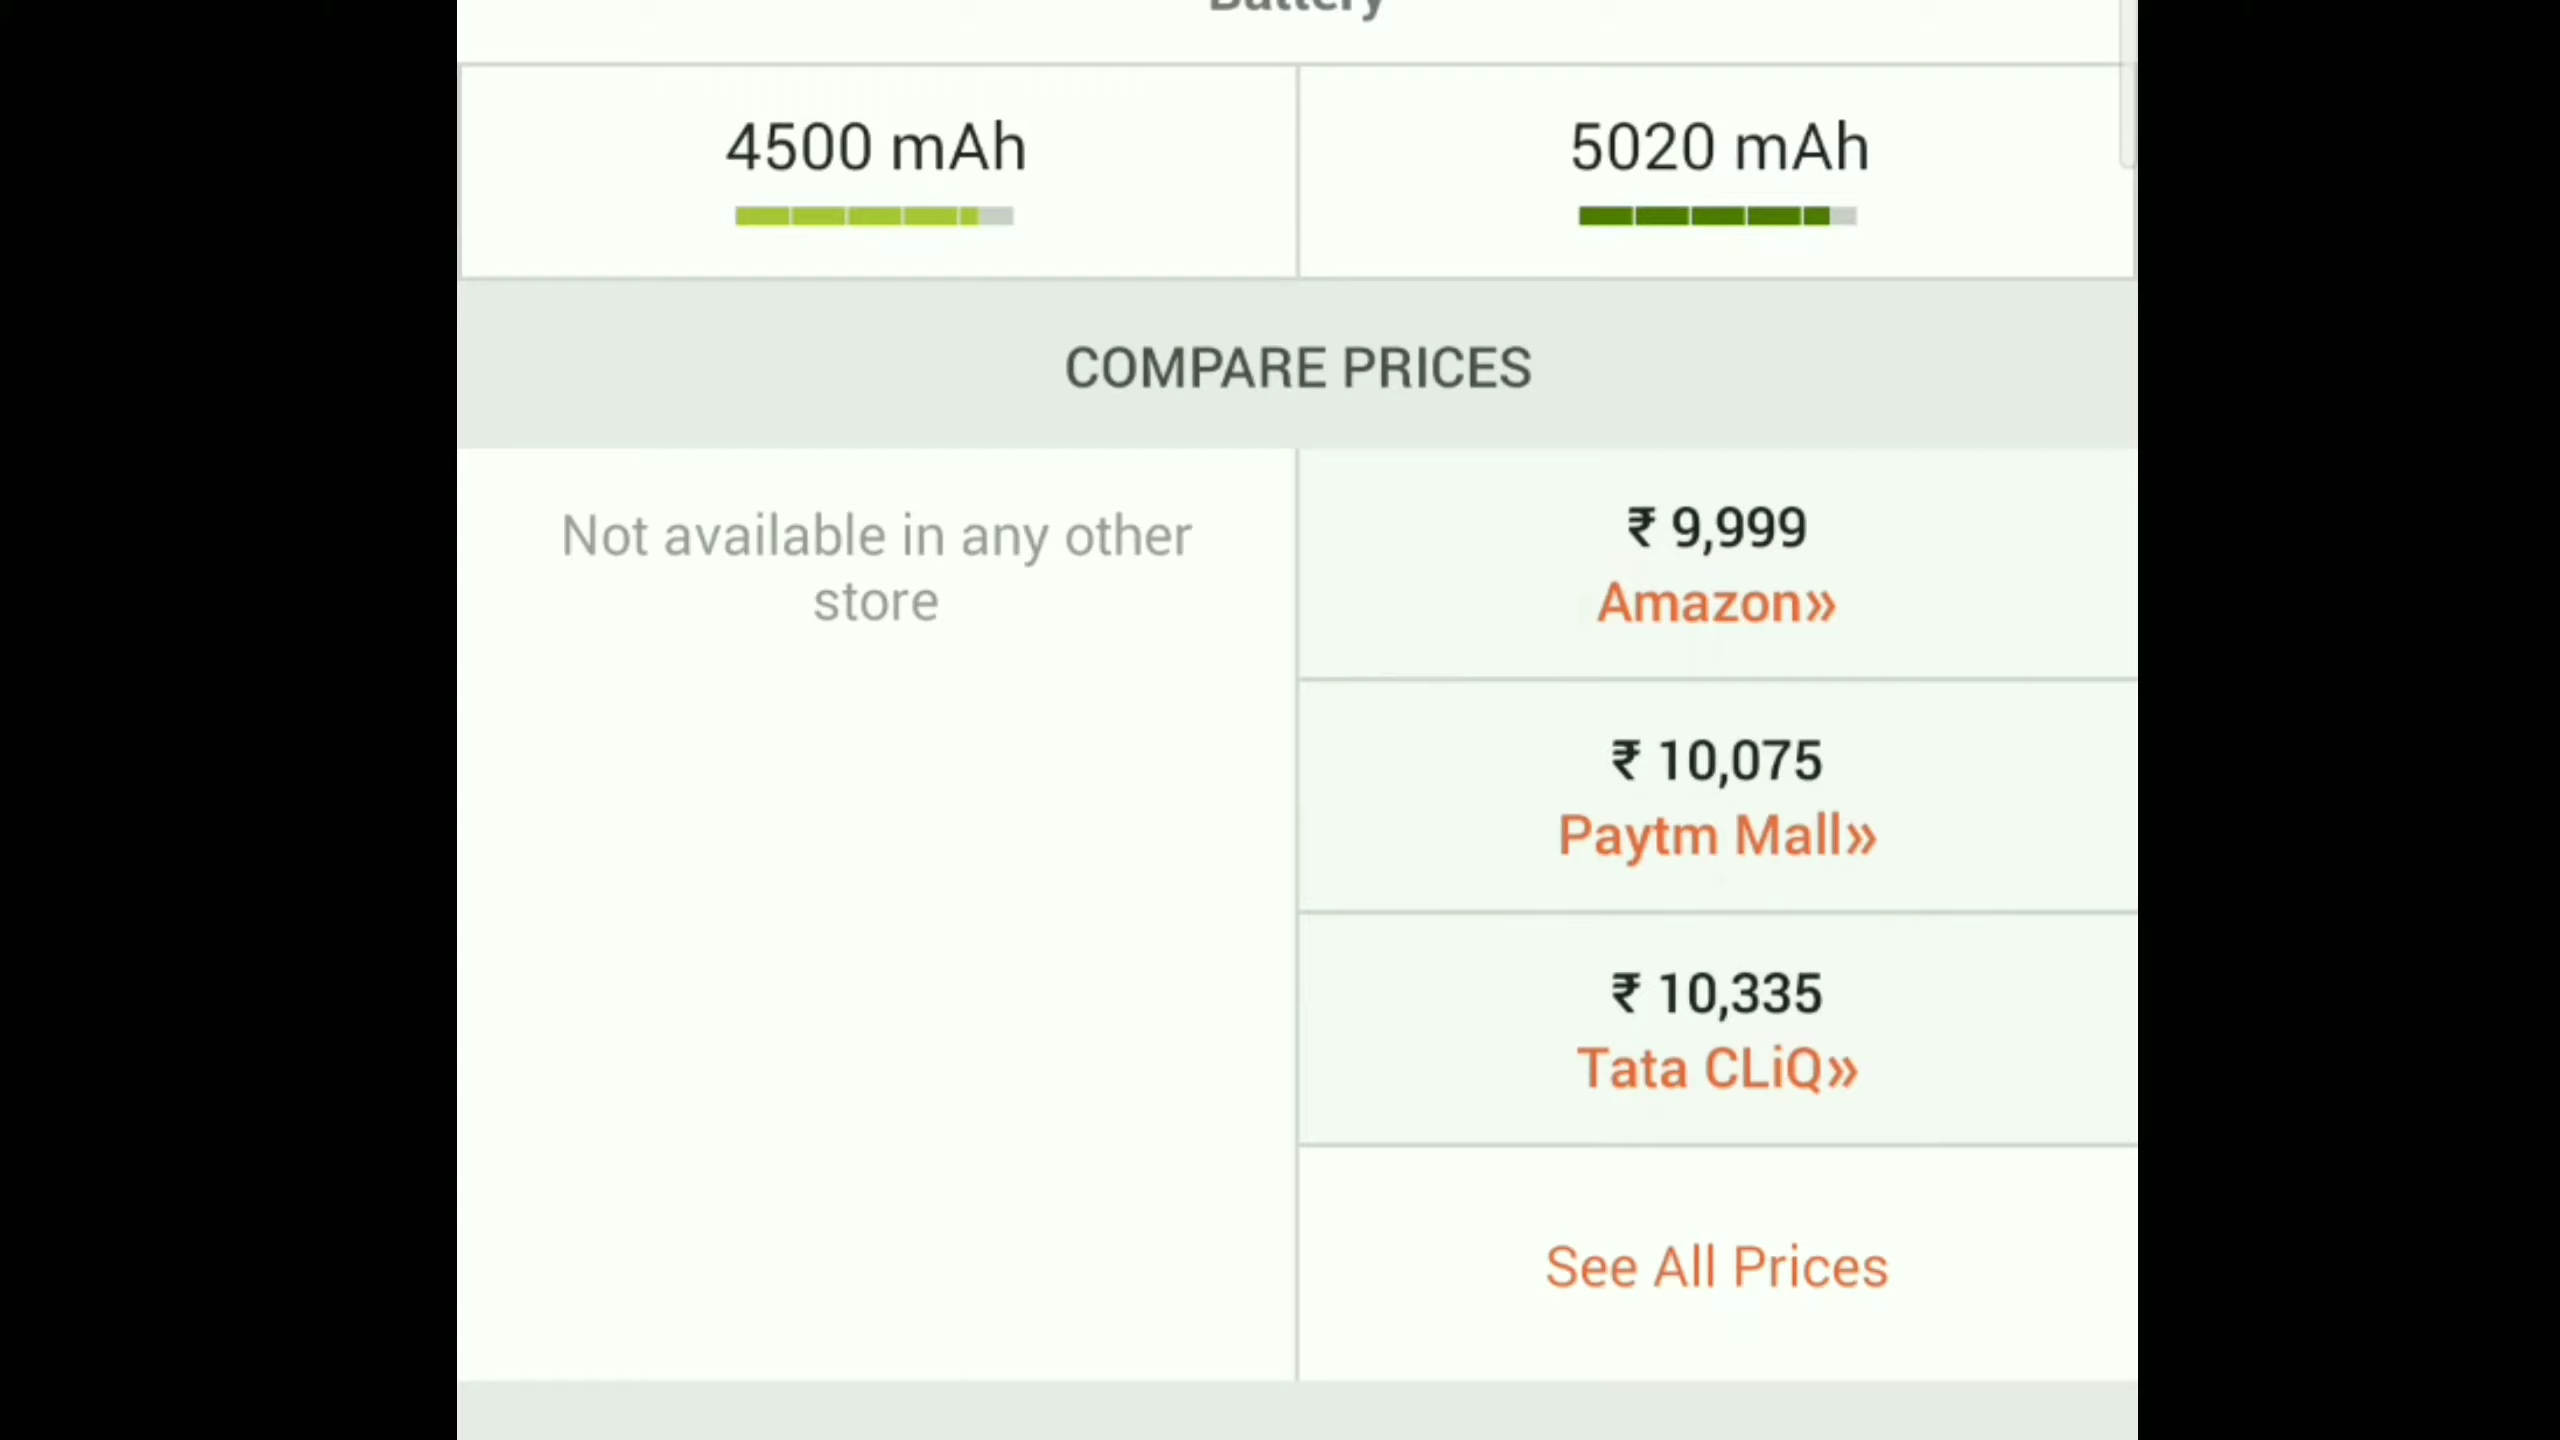 Battery
4500 mAh
5020 mAh
COMPARE PRICES
Not available in any other
store
₹ 9,999
Amazon»
₹ 10,075
Paytm Mall»
₹ 10,335
Tata CLiQ»
See All Prices